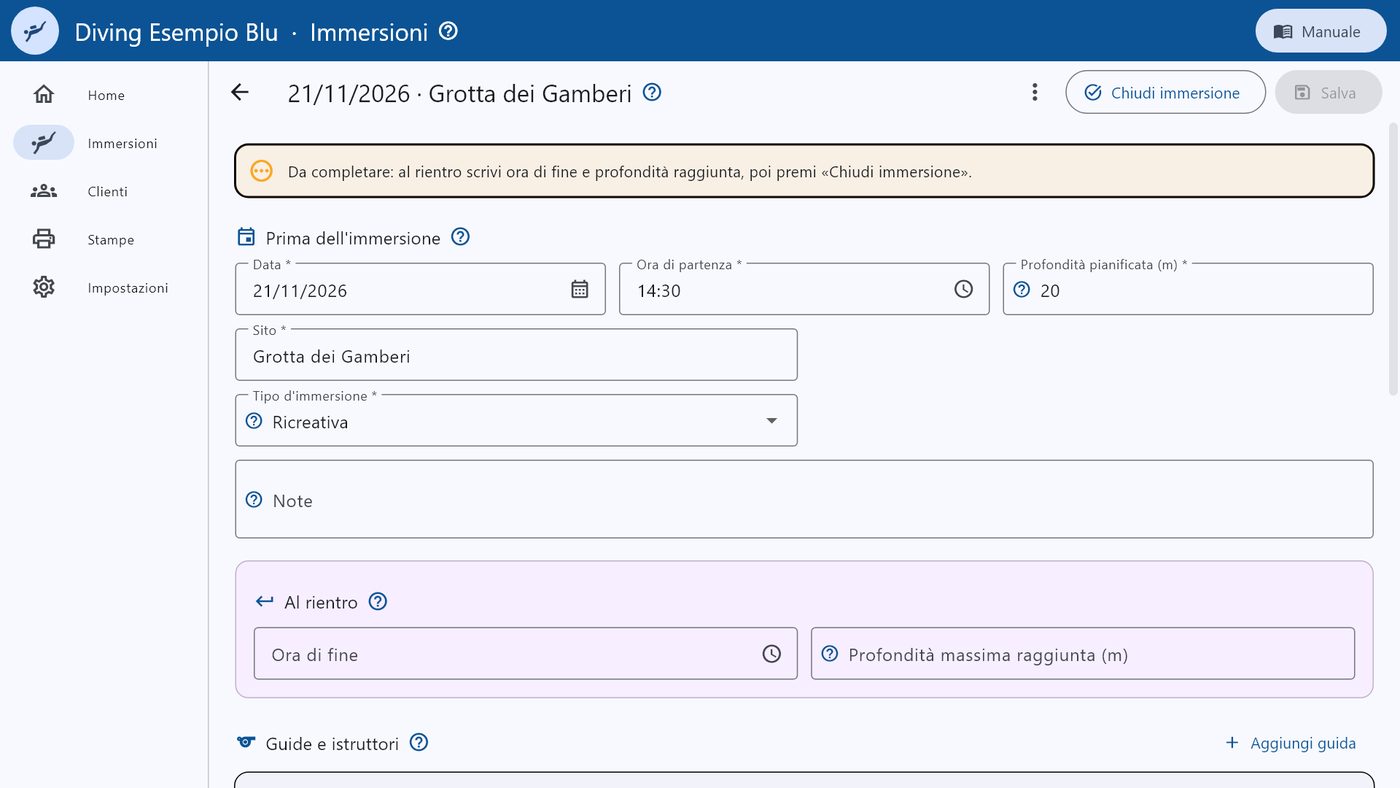 Diving Esempio Blu · Immersioni
Manuale
Home
Immersioni
Clienti
Stampe
Impostazioni
21/11/2026 · Grotta dei Gamberi
Chiudi immersione
Salva
Da completare: al rientro scrivi ora di fine e profondità raggiunta, poi premi «Chiudi immersione».
Prima dell'immersione
Data *
21/11/2026
Ora di partenza *
14:30
Profondità pianificata (m) *
20
Sito *
Grotta dei Gamberi
Tipo d'immersione *
Ricreativa
Note
Al rientro
Ora di fine
Profondità massima raggiunta (m)
Guide e istruttori
+ Aggiungi guida